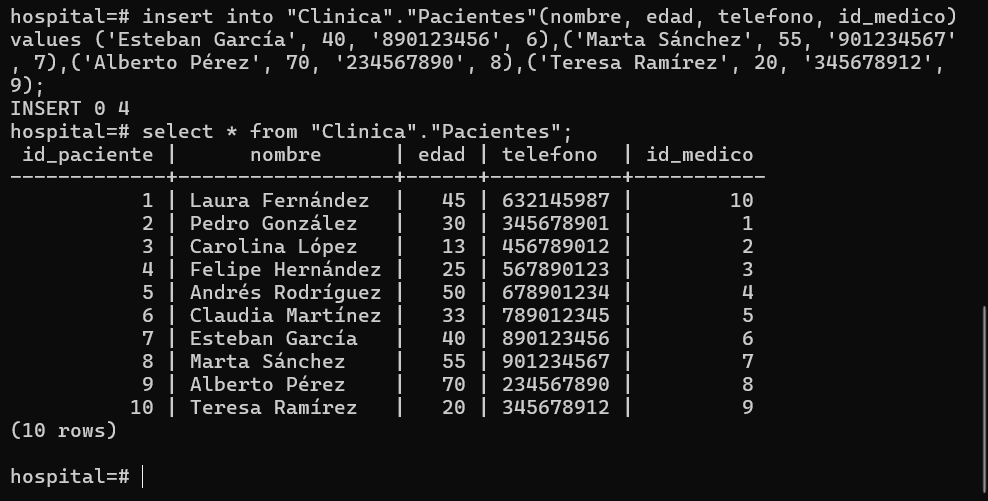 hospital=# insert into "Clinica"."Pacientes"(nombre, edad, telefono, id_medico)
values ('Esteban García', 40, '890123456', 6),('Marta Sánchez', 55, '901234567'
, 7),('Alberto Pérez', 70, '234567890', 8),('Teresa Ramírez', 20, '345678912',
9);
INSERT 0 4
hospital=# select * from "Clinica"."Pacientes";
 id_paciente |      nombre      | edad | telefono  | id_medico
-------------+------------------+------+-----------+-----------
           1 | Laura Fernández  |   45 | 632145987 |        10
           2 | Pedro González   |   30 | 345678901 |         1
           3 | Carolina López   |   13 | 456789012 |         2
           4 | Felipe Hernández |   25 | 567890123 |         3
           5 | Andrés Rodríguez |   50 | 678901234 |         4
           6 | Claudia Martínez |   33 | 789012345 |         5
           7 | Esteban García   |   40 | 890123456 |         6
           8 | Marta Sánchez    |   55 | 901234567 |         7
           9 | Alberto Pérez    |   70 | 234567890 |         8
          10 | Teresa Ramírez   |   20 | 345678912 |         9
(10 rows)
hospital=#